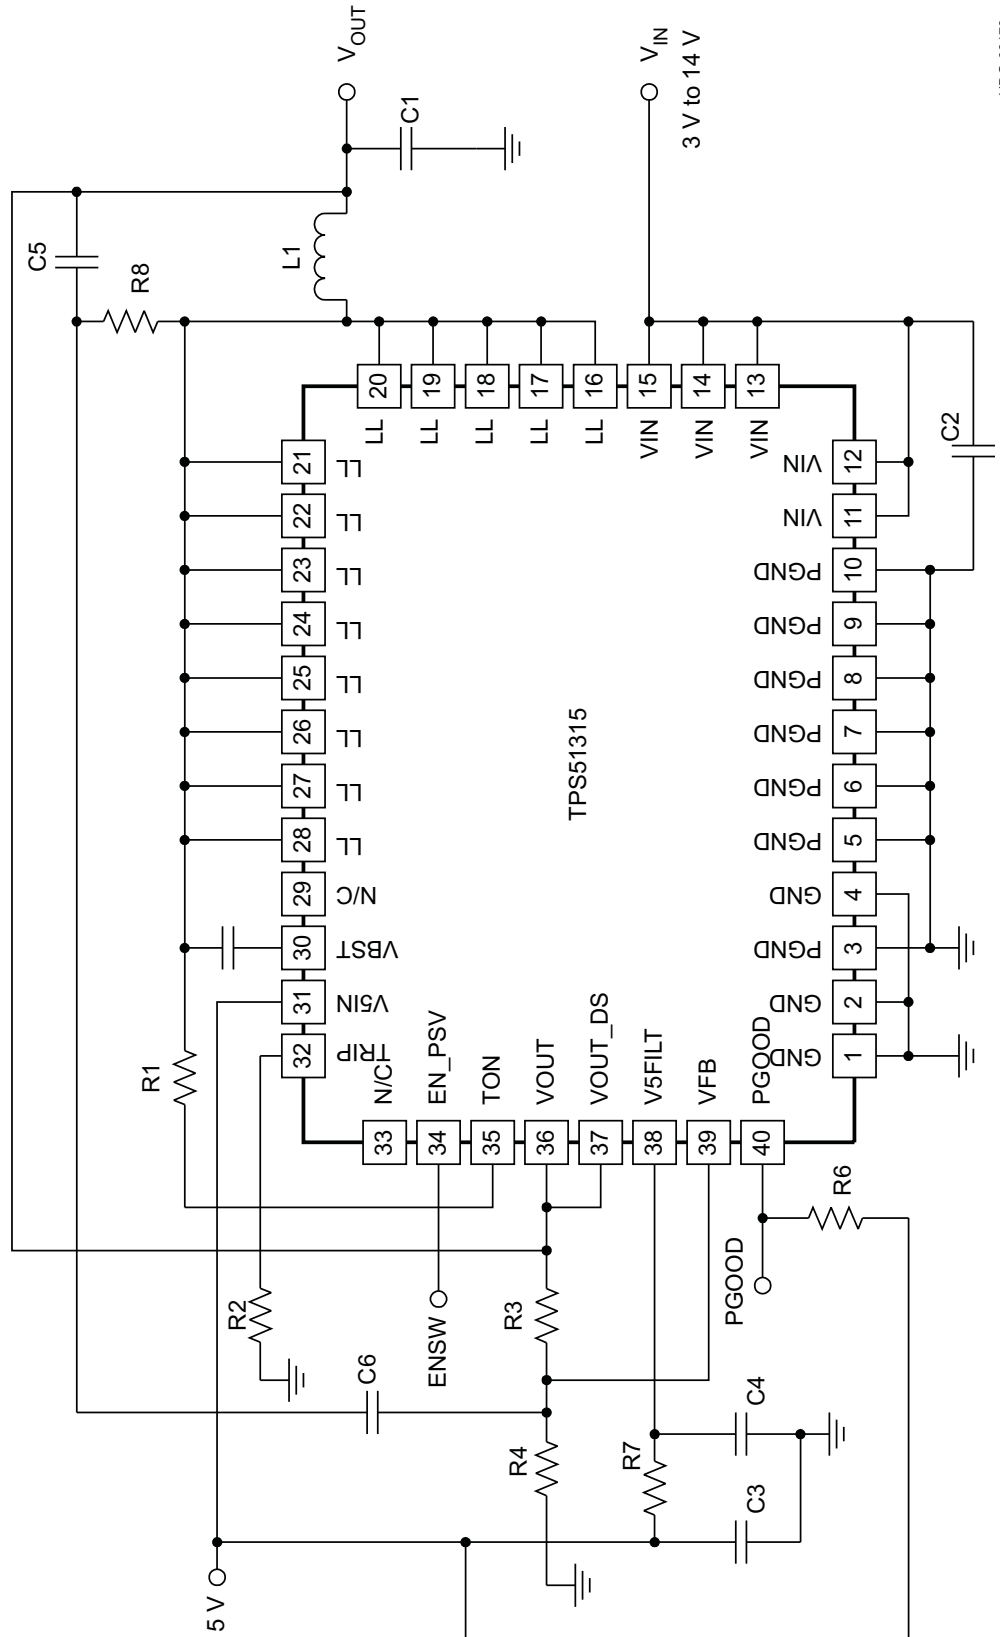 V_OUT
C1
L1
C5
R8
V_IN
3 V to 14 V
C2
20 LL
19 LL
18 LL
17 LL
16 LL
15 VIN
14 VIN
13 VIN
21 LL
22 LL
23 LL
24 LL
25 LL
26 LL
27 LL
28 LL
29 N/C
30 VBST
31 V5IN
32 TRIP
TPS51315
12 VIN
11 VIN
10 PGND
9 PGND
8 PGND
7 PGND
6 PGND
5 PGND
4 GND
3 PGND
2 GND
1 GND
33 N/C
34 EN_PSV
35 TON
36 VOUT
37 VOUT_DS
38 V5FILT
39 VFB
40 PGOOD
R1
R2
C6
ENSW
R3
R4
PGOOD
R6
R7
C4
C3
5 V